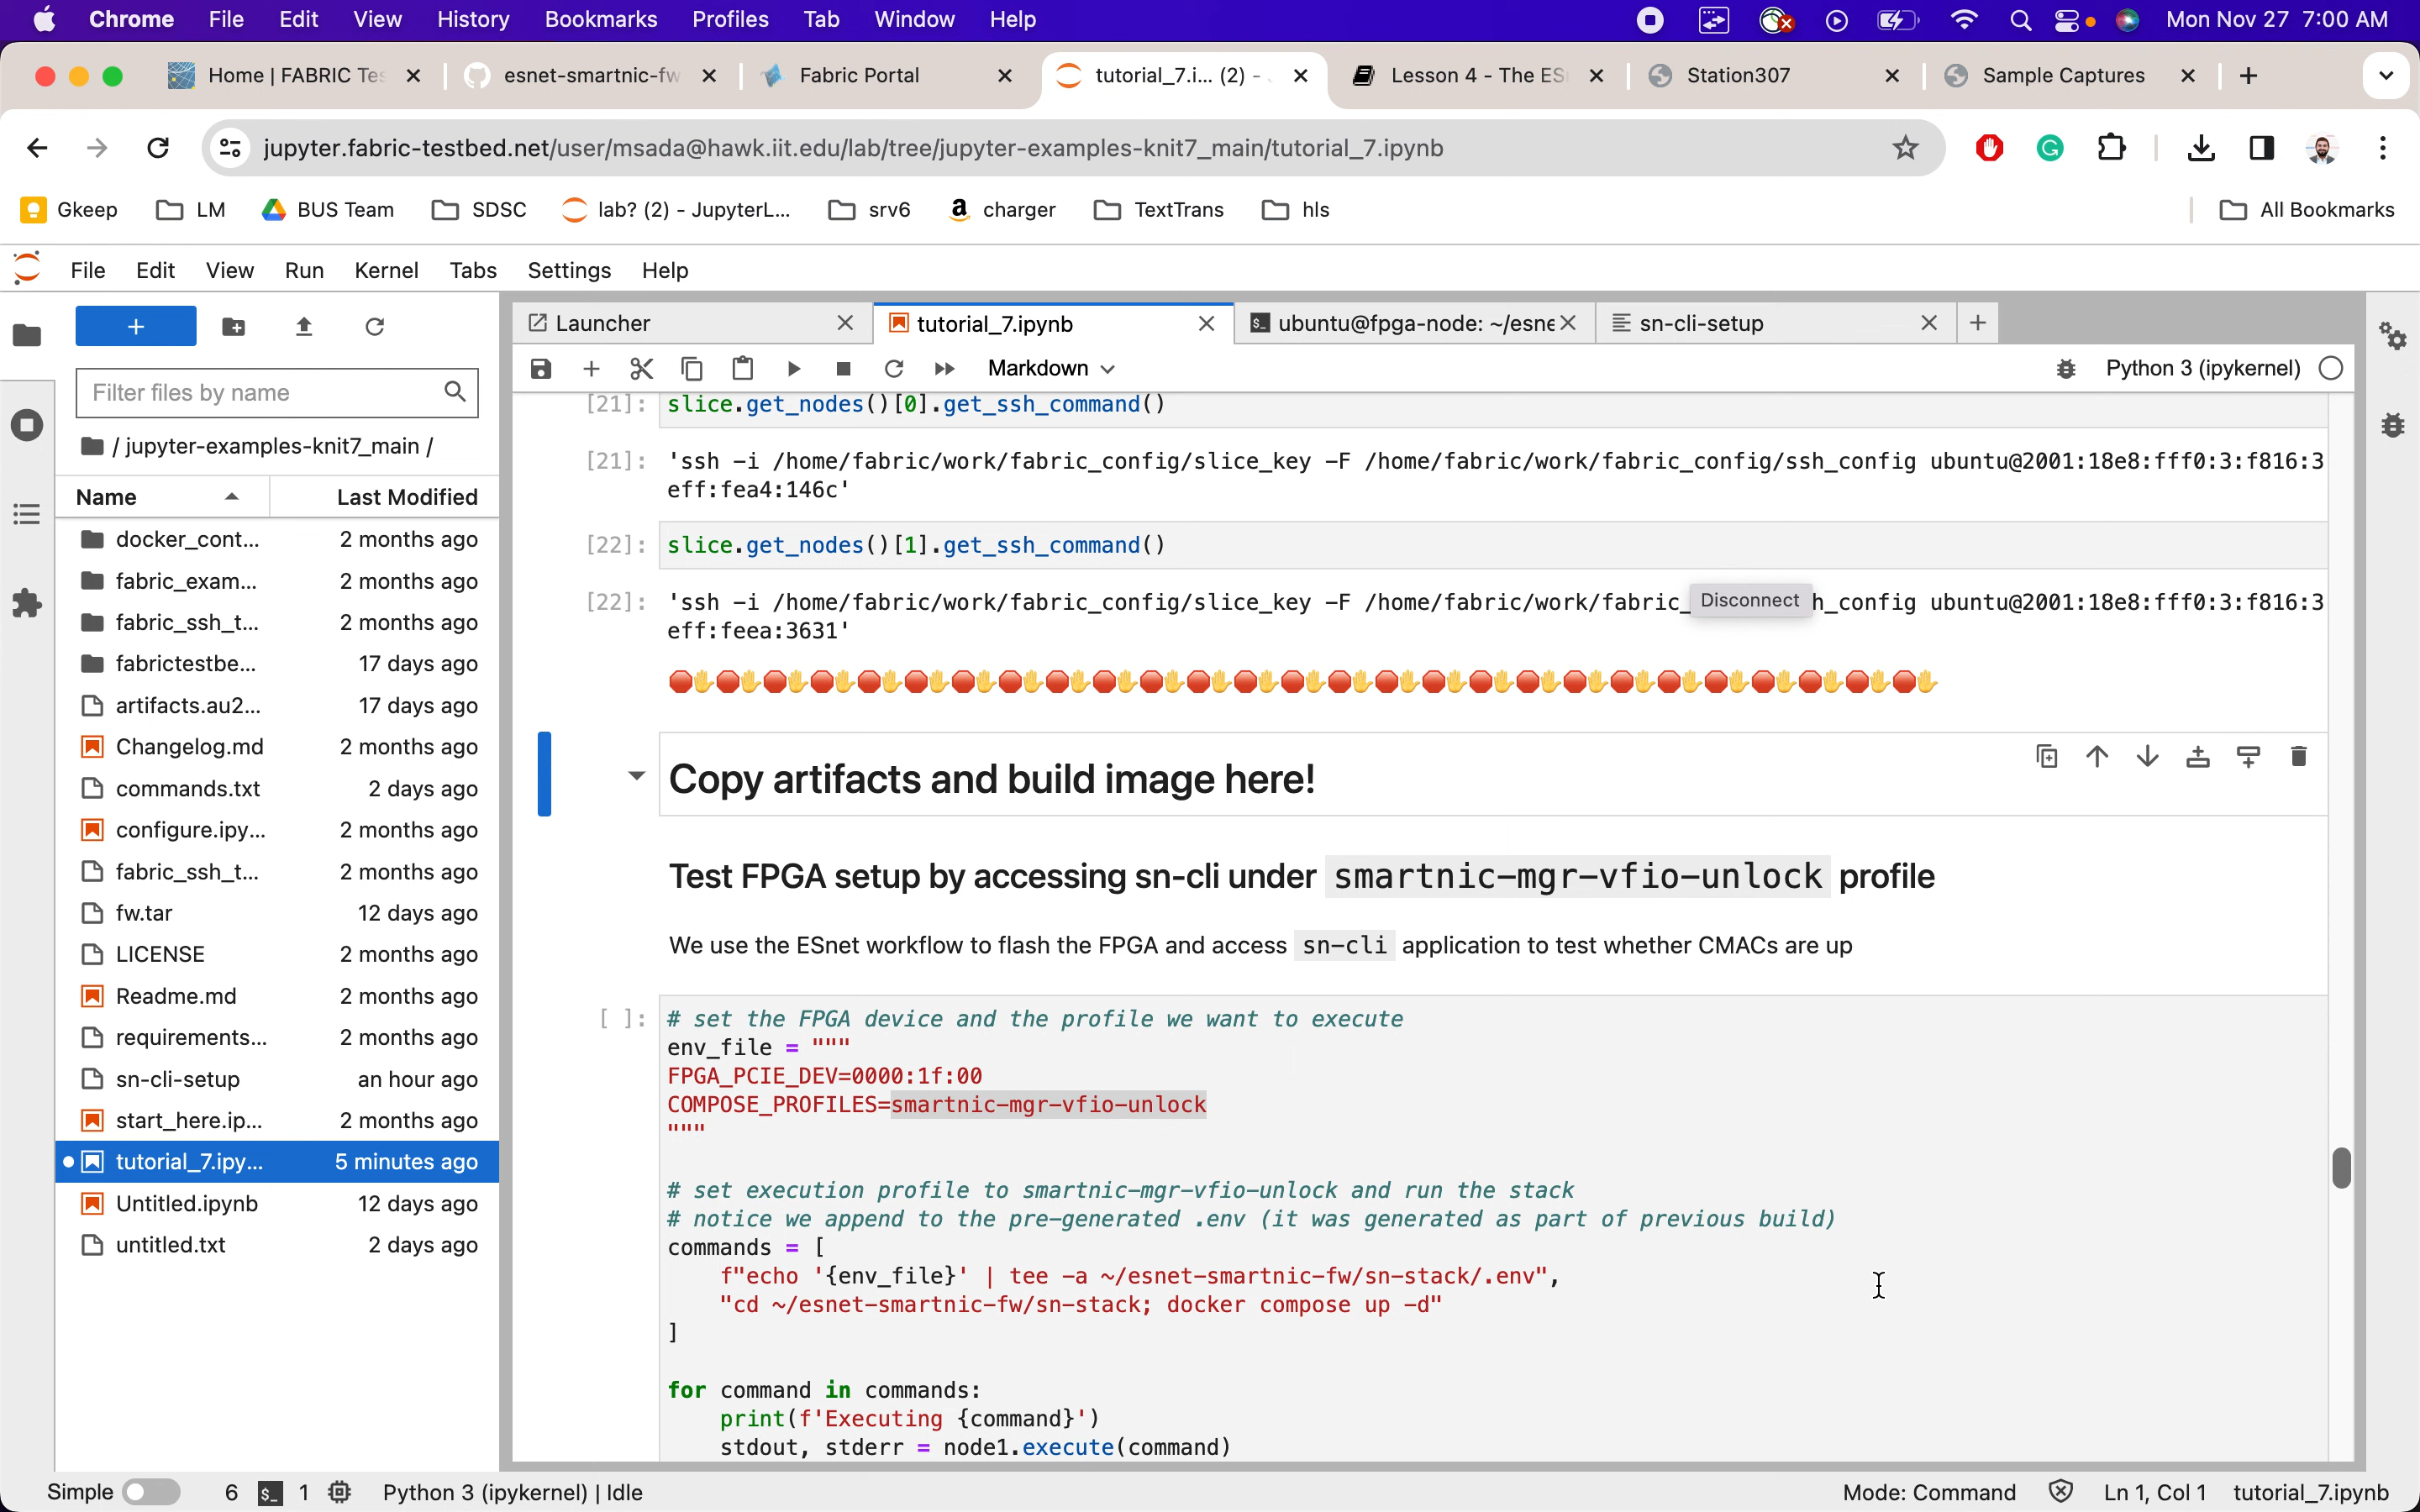 Chrome File Edit View History Bookmarks Profiles Tab Window Help Mon Nov 27 7:00 AM
Home | FABRIC Tes esnet-smartnic-fw Fabric Portal tutorial_7.i... (2) - Lesson 4 - The ES Station307 Sample Captures
jupyter.fabric-testbed.net/user/msada@hawk.iit.edu/lab/tree/jupyter-examples-knit7_main/tutorial_7.ipynb
Gkeep LM BUS Team SDSC lab? (2) - JupyterL... srv6 charger TextTrans hls All Bookmarks
File Edit View Run Kernel Tabs Settings Help
Launcher tutorial_7.ipynb ubuntu@fpga-node: ~/esne sn-cli-setup
Markdown Python 3 (ipykernel)
Filter files by name
/ jupyter-examples-knit7_main /
Name Last Modified
docker_cont... 2 months ago
fabric_exam... 2 months ago
fabric_ssh_t... 2 months ago
fabrictestbe... 17 days ago
artifacts.au2... 17 days ago
Changelog.md 2 months ago
commands.txt 2 days ago
configure.ipy... 2 months ago
fabric_ssh_t... 2 months ago
fw.tar 12 days ago
LICENSE 2 months ago
Readme.md 2 months ago
requirements... 2 months ago
sn-cli-setup an hour ago
start_here.ip... 2 months ago
tutorial_7.ipy... 5 minutes ago
Untitled.ipynb 12 days ago
untitled.txt 2 days ago
[21]: slice.get_nodes()[0].get_ssh_command()
[21]: 'ssh -i /home/fabric/work/fabric_config/slice_key -F /home/fabric/work/fabric_config/ssh_config ubuntu@2001:18e8:fff0:3:f816:3
eff:fea4:146c'
[22]: slice.get_nodes()[1].get_ssh_command()
[22]: 'ssh -i /home/fabric/work/fabric_config/slice_key -F /home/fabric/work/fabric_ Disconnect h_config ubuntu@2001:18e8:fff0:3:f816:3
eff:feea:3631'
Copy artifacts and build image here!
Test FPGA setup by accessing sn-cli under smartnic-mgr-vfio-unlock profile
We use the ESnet workflow to flash the FPGA and access sn-cli application to test whether CMACs are up
[ ]: # set the FPGA device and the profile we want to execute
env_file = """
FPGA_PCIE_DEV=0000:1f:00
COMPOSE_PROFILES=smartnic-mgr-vfio-unlock
"""
# set execution profile to smartnic-mgr-vfio-unlock and run the stack
# notice we append to the pre-generated .env (it was generated as part of previous build)
commands = [
f"echo '{env_file}' | tee -a ~/esnet-smartnic-fw/sn-stack/.env",
"cd ~/esnet-smartnic-fw/sn-stack; docker compose up -d"
]
for command in commands:
print(f'Executing {command}')
stdout, stderr = node1.execute(command)
Simple 6 1 Python 3 (ipykernel) | Idle Mode: Command Ln 1, Col 1 tutorial_7.ipynb